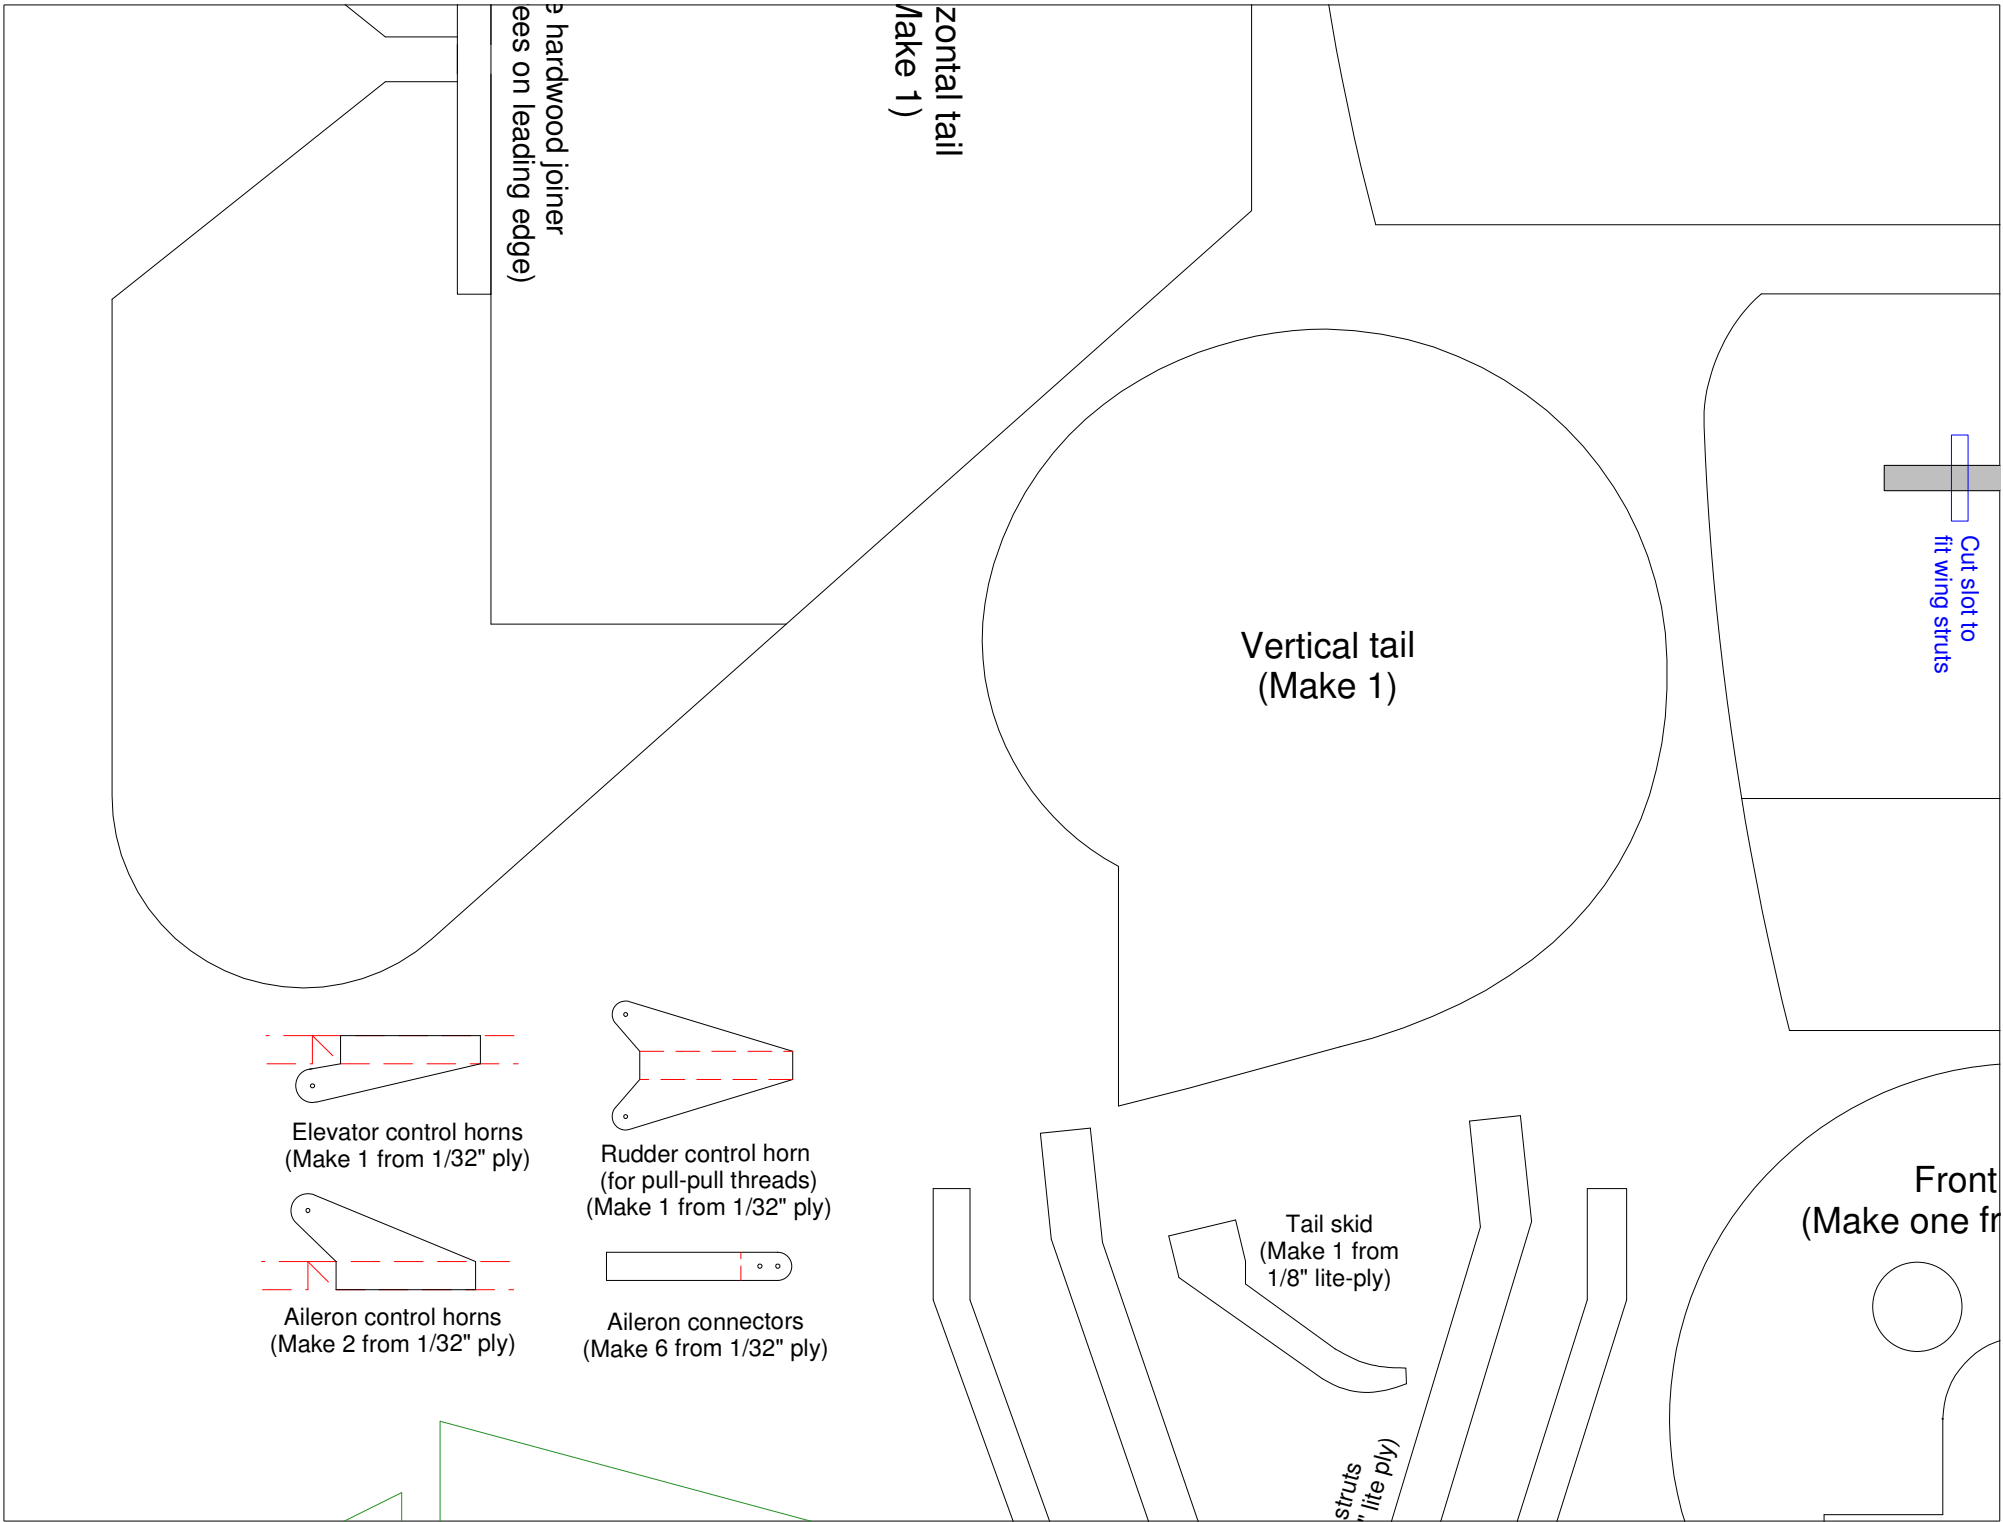 e hardwood joiner
ees on leading edge)
zontal tail
Make 1)
Cut slot to
fit wing struts
Vertical tail
(Make 1)
Elevator control horns
(Make 1 from 1/32" ply)
Rudder control horn
(for pull-pull threads)
(Make 1 from 1/32" ply)
Aileron control horns
(Make 2 from 1/32" ply)
Aileron connectors
(Make 6 from 1/32" ply)
Tail skid
(Make 1 from
1/8" lite-ply)
struts
" lite ply)
Front
(Make one fr